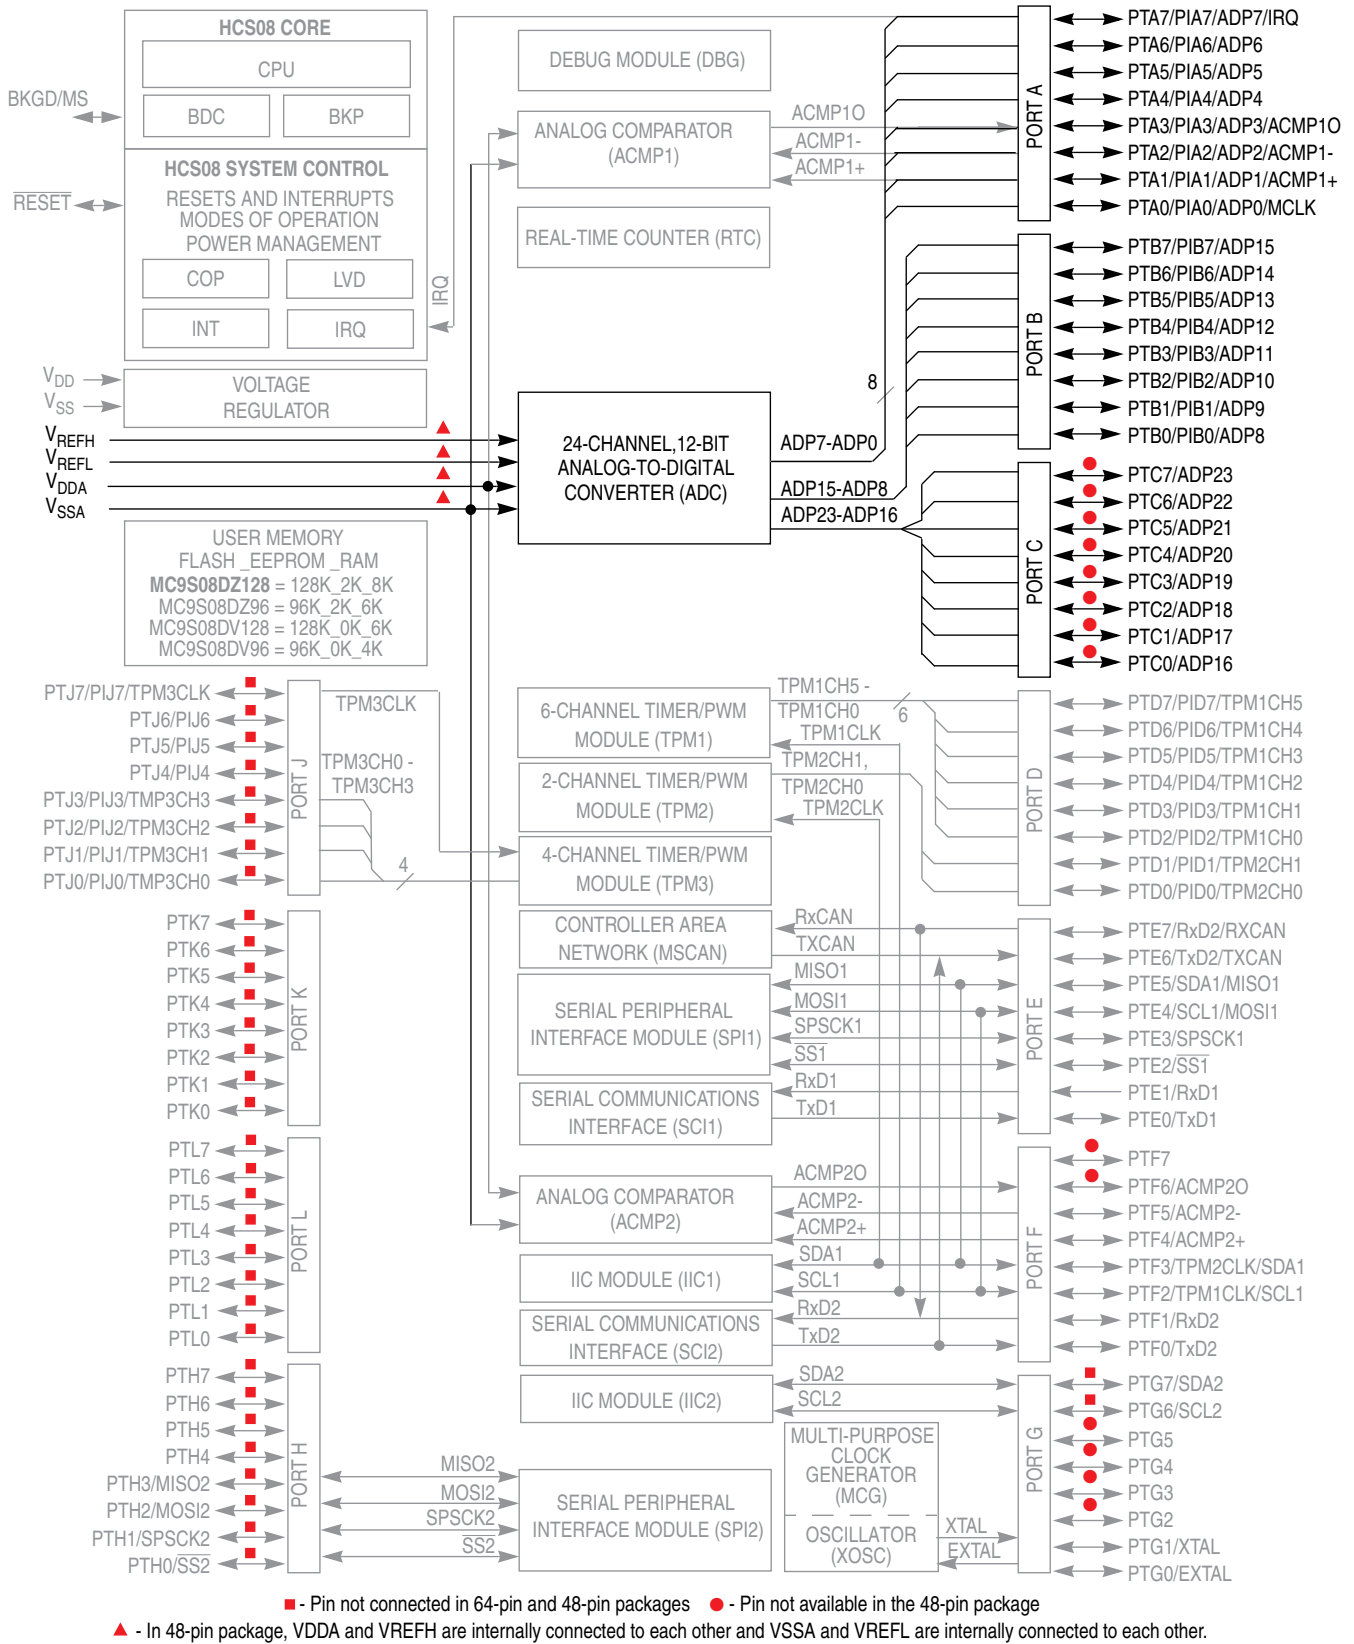 HCS08 CORE
CPU
BDC
BKP
BKGD/MS
HCS08 SYSTEM CONTROL
RESETS AND INTERRUPTS
MODES OF OPERATION
POWER MANAGEMENT
COP
LVD
INT
IRQ
RESET
IRQ
VDD
VSS
VOLTAGE
REGULATOR
VREFH
VREFL
VDDA
VSSA
USER MEMORY
FLASH _EEPROM _RAM
MC9S08DZ128 = 128K_2K_8K
MC9S08DZ96 = 96K_2K_6K
MC9S08DV128 = 128K_0K_6K
MC9S08DV96 = 96K_0K_4K
DEBUG MODULE (DBG)
ANALOG COMPARATOR
(ACMP1)
ACMP1O
ACMP1-
ACMP1+
REAL-TIME COUNTER (RTC)
24-CHANNEL,12-BIT
ANALOG-TO-DIGITAL
CONVERTER (ADC)
8
ADP7-ADP0
ADP15-ADP8
ADP23-ADP16
PORT A
PTA7/PIA7/ADP7/IRQ
PTA6/PIA6/ADP6
PTA5/PIA5/ADP5
PTA4/PIA4/ADP4
PTA3/PIA3/ADP3/ACMP1O
PTA2/PIA2/ADP2/ACMP1-
PTA1/PIA1/ADP1/ACMP1+
PTA0/PIA0/ADP0/MCLK
PORT B
PTB7/PIB7/ADP15
PTB6/PIB6/ADP14
PTB5/PIB5/ADP13
PTB4/PIB4/ADP12
PTB3/PIB3/ADP11
PTB2/PIB2/ADP10
PTB1/PIB1/ADP9
PTB0/PIB0/ADP8
PORT C
PTC7/ADP23
PTC6/ADP22
PTC5/ADP21
PTC4/ADP20
PTC3/ADP19
PTC2/ADP18
PTC1/ADP17
PTC0/ADP16
PTJ7/PIJ7/TPM3CLK
PTJ6/PIJ6
PTJ5/PIJ5
PTJ4/PIJ4
PTJ3/PIJ3/TMP3CH3
PTJ2/PIJ2/TPM3CH2
PTJ1/PIJ1/TPM3CH1
PTJ0/PIJ0/TMP3CH0
PORT J
TPM3CLK
TPM3CH0 -
TPM3CH3
4
6-CHANNEL TIMER/PWM
MODULE (TPM1)
TPM1CH5 -
TPM1CH0
6
TPM1CLK
2-CHANNEL TIMER/PWM
MODULE (TPM2)
TPM2CH1,
TPM2CH0
TPM2CLK
4-CHANNEL TIMER/PWM
MODULE (TPM3)
PORT D
PTD7/PID7/TPM1CH5
PTD6/PID6/TPM1CH4
PTD5/PID5/TPM1CH3
PTD4/PID4/TPM1CH2
PTD3/PID3/TPM1CH1
PTD2/PID2/TPM1CH0
PTD1/PID1/TPM2CH1
PTD0/PID0/TPM2CH0
PTK7
PTK6
PTK5
PTK4
PTK3
PTK2
PTK1
PTK0
PORT K
CONTROLLER AREA
NETWORK (MSCAN)
RxCAN
TXCAN
SERIAL PERIPHERAL
INTERFACE MODULE (SPI1)
MISO1
MOSI1
SPSCK1
SS1
SERIAL COMMUNICATIONS
INTERFACE (SCI1)
RxD1
TxD1
PORT E
PTE7/RxD2/RXCAN
PTE6/TxD2/TXCAN
PTE5/SDA1/MISO1
PTE4/SCL1/MOSI1
PTE3/SPSCK1
PTE2/SS1
PTE1/RxD1
PTE0/TxD1
PTL7
PTL6
PTL5
PTL4
PTL3
PTL2
PTL1
PTL0
PORT L
ANALOG COMPARATOR
(ACMP2)
ACMP2O
ACMP2-
ACMP2+
IIC MODULE (IIC1)
SDA1
SCL1
SERIAL COMMUNICATIONS
INTERFACE (SCI2)
RxD2
TxD2
PORT F
PTF7
PTF6/ACMP2O
PTF5/ACMP2-
PTF4/ACMP2+
PTF3/TPM2CLK/SDA1
PTF2/TPM1CLK/SCL1
PTF1/RxD2
PTF0/TxD2
PTH7
PTH6
PTH5
PTH4
PTH3/MISO2
PTH2/MOSI2
PTH1/SPSCK2
PTH0/SS2
PORT H
MISO2
MOSI2
SPSCK2
SS2
IIC MODULE (IIC2)
SDA2
SCL2
SERIAL PERIPHERAL
INTERFACE MODULE (SPI2)
MULTI-PURPOSE
CLOCK
GENERATOR
(MCG)
OSCILLATOR
(XOSC)
XTAL
EXTAL
PORT G
PTG7/SDA2
PTG6/SCL2
PTG5
PTG4
PTG3
PTG2
PTG1/XTAL
PTG0/EXTAL
- Pin not connected in 64-pin and 48-pin packages
- Pin not available in the 48-pin package
- In 48-pin package, VDDA and VREFH are internally connected to each other and VSSA and VREFL are internally connected to each other.